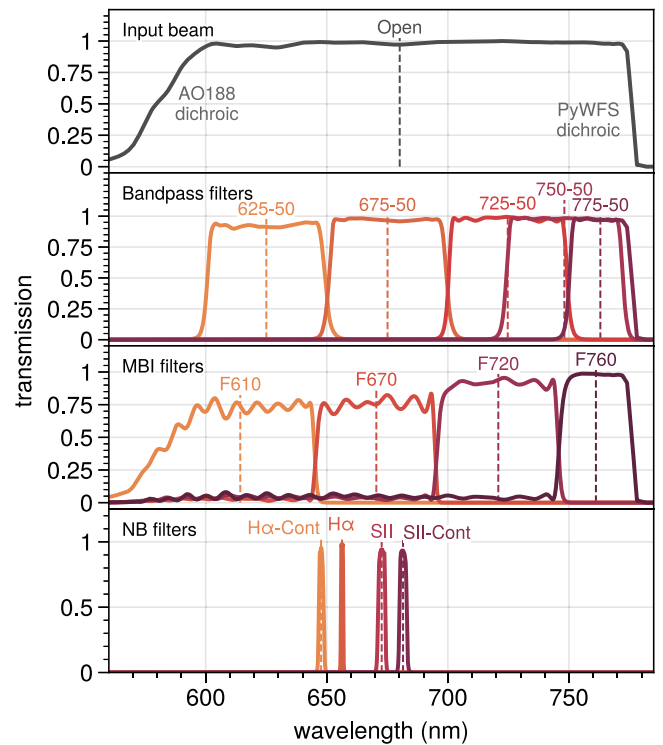 transmission
Input beam
Open
AO188
dichroic
PyWFS
dichroic
1
0.75
0.5
0.25
0
Bandpass filters
625-50
675-50
725-50
750-50
775-50
1
0.75
0.5
0.25
0
MBI filters
F610
F670
F720
F760
1
0.75
0.5
0.25
0
NB filters
Hα-Cont
Hα
SII
SII-Cont
1
0.5
0
600
650
700
750
wavelength (nm)